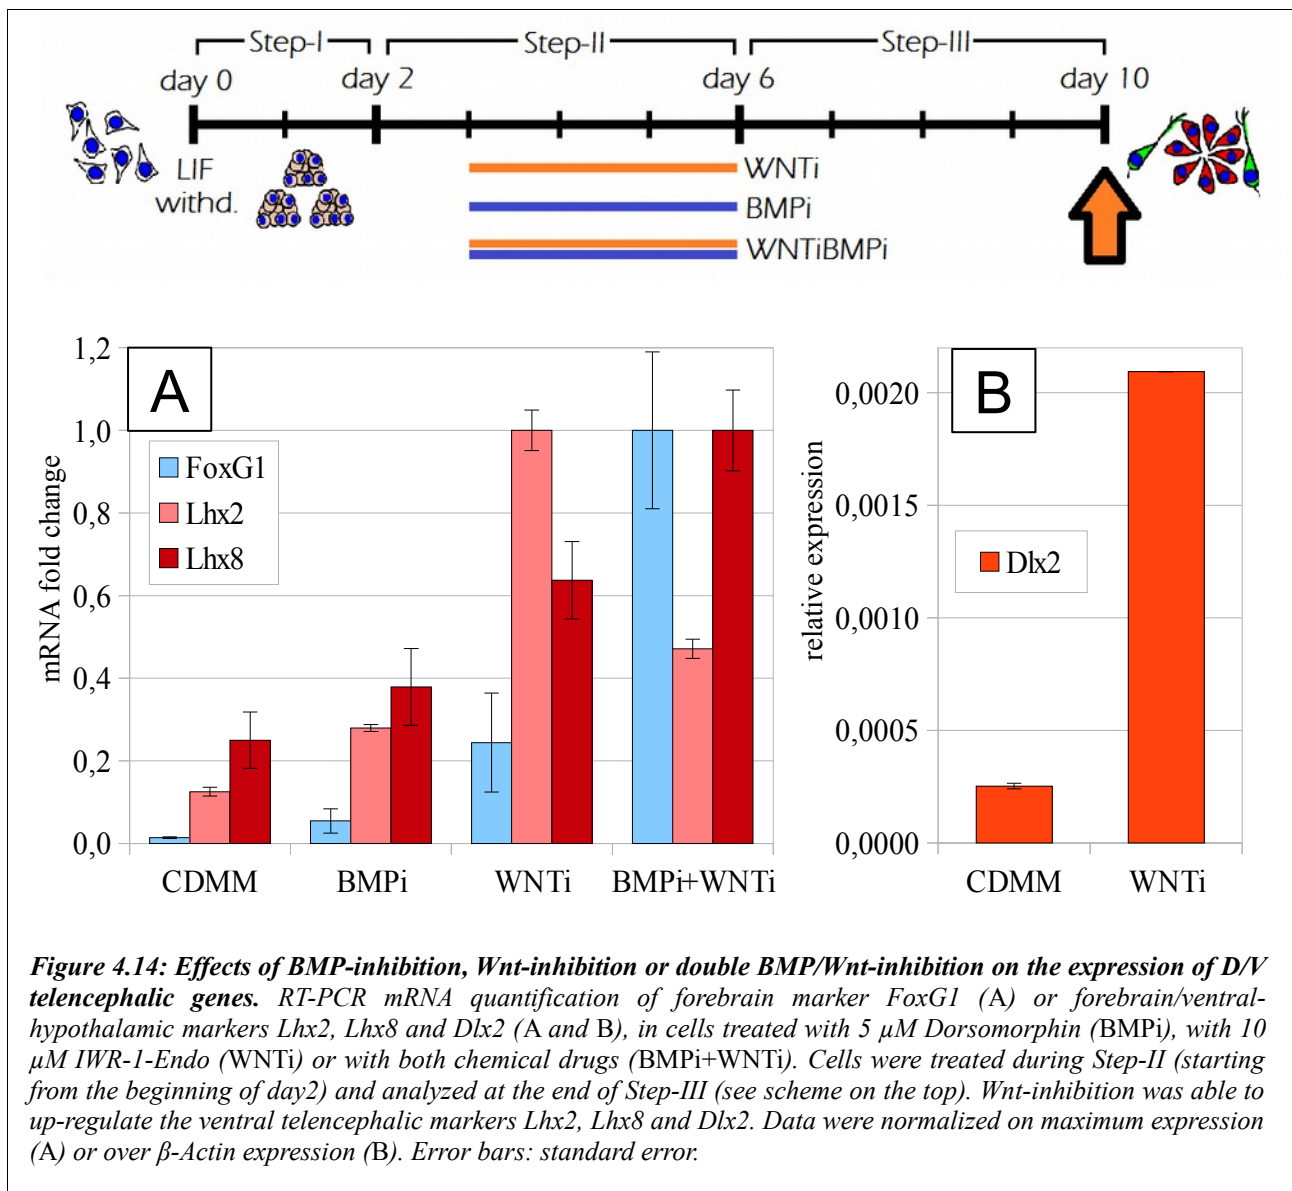 Step-I Step-II Step-III
day 0 day 2 day 6 day 10
LIF
withd.
WNTi
BMPi
WNTiBMPi
A
mRNA fold change
1,2
1,0
0,8
0,6
0,4
0,2
0,0
FoxG1
Lhx2
Lhx8
CDMM BMPi WNTi BMPi+WNTi
B
relative expression
0,0020
0,0015
0,0010
0,0005
0,0000
Dlx2
CDMM WNTi
Figure 4.14: Effects of BMP-inhibition, Wnt-inhibition or double BMP/Wnt-inhibition on the expression of D/V
telencephalic genes. RT-PCR mRNA quantification of forebrain marker FoxG1 (A) or forebrain/ventral-
hypothalamic markers Lhx2, Lhx8 and Dlx2 (A and B), in cells treated with 5 μM Dorsomorphin (BMPi), with 10
μM IWR-1-Endo (WNTi) or with both chemical drugs (BMPi+WNTi). Cells were treated during Step-II (starting
from the beginning of day2) and analyzed at the end of Step-III (see scheme on the top). Wnt-inhibition was able to
up-regulate the ventral telencephalic markers Lhx2, Lhx8 and Dlx2. Data were normalized on maximum expression
(A) or over β-Actin expression (B). Error bars: standard error.